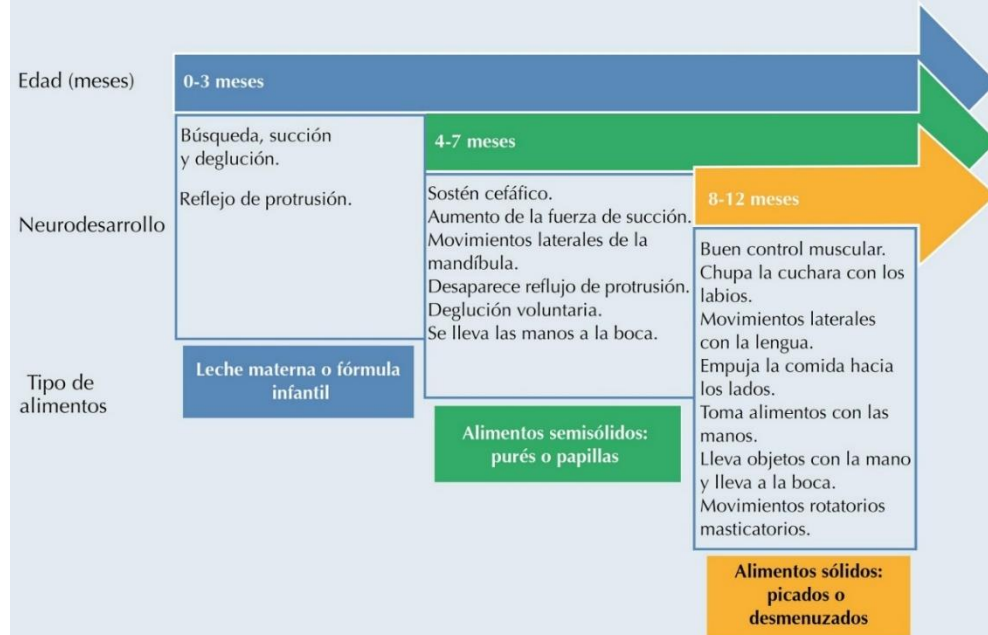 Edad (meses)
0-3 meses
Neurodesarrollo
Búsqueda, succión
y deglución.
Reflejo de protrusión.
4-7 meses
Sostén cefáfico.
Aumento de la fuerza de succión.
Movimientos laterales de la
mandíbula.
Desaparece reflujo de protrusión.
Deglución voluntaria.
Se lleva las manos a la boca.
8-12 meses
Buen control muscular.
Chupa la cuchara con los
labios.
Movimientos laterales
con la lengua.
Empuja la comida hacia
los lados.
Toma alimentos con las
manos.
Lleva objetos con la mano
y lleva a la boca.
Movimientos rotatorios
masticatorios.
Tipo de
alimentos
Leche materna o fórmula
infantil
Alimentos semisólidos:
purés o papillas
Alimentos sólidos:
picados o
desmenuzados